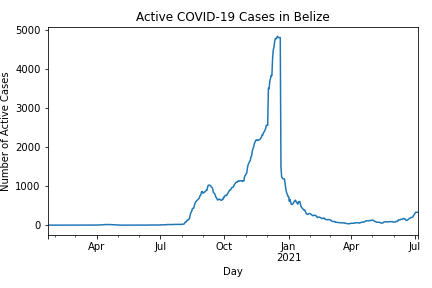 Active COVID-19 Cases in Belize
5000
4000
3000
2000
1000
0
Number of Active Cases
Apr Jul Oct Jan Apr Jul
2021
Day